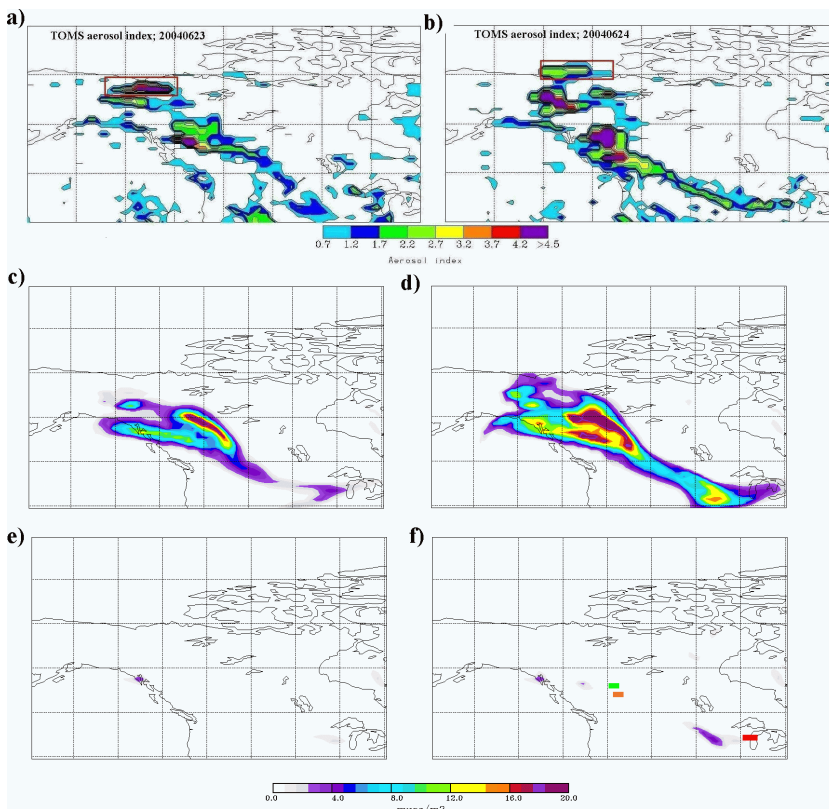 a)
TOMS aerosol index; 20040623
b)
TOMS aerosol index; 20040624
0.7 1.2 1.7 2.2 2.7 3.2 3.7 4.2 >4.5
Aerosol index
c)
d)
e)
f)
0.0 4.0 8.0 12.0 16.0 20.0